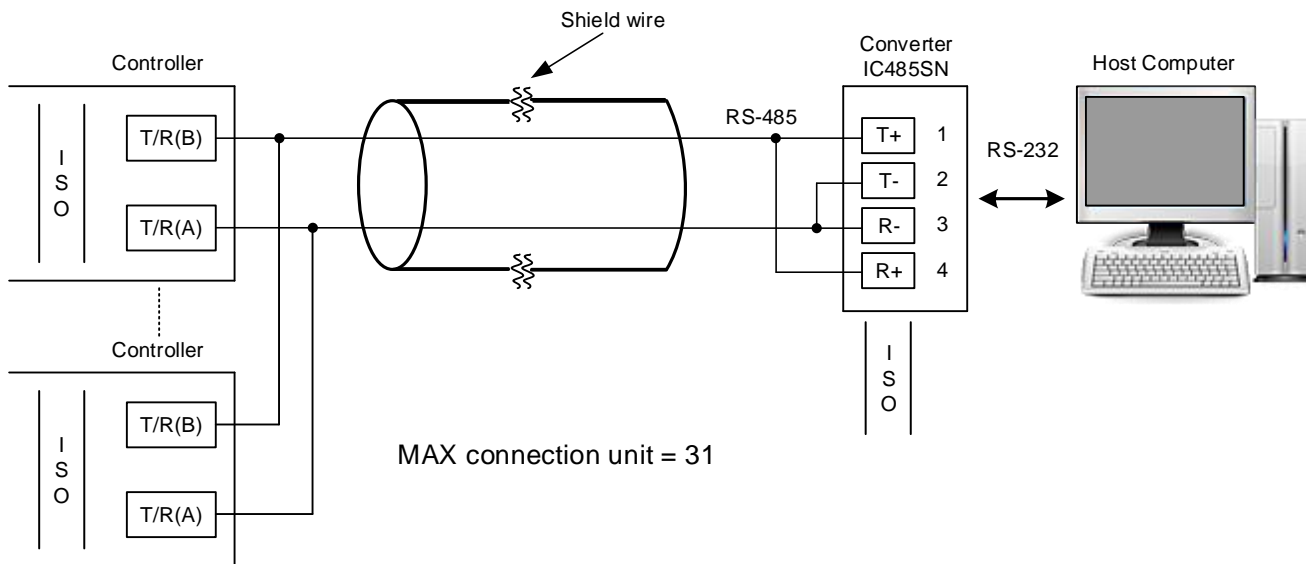 Shield wire
Controller
Converter
IC485SN
Host Computer
T/R(B)
RS-485
T+ 1
RS-232
I
S
O
T- 2
T/R(A)
R- 3
R+ 4
Controller
I
S
O
T/R(B)
I
S
O
MAX connection unit = 31
T/R(A)